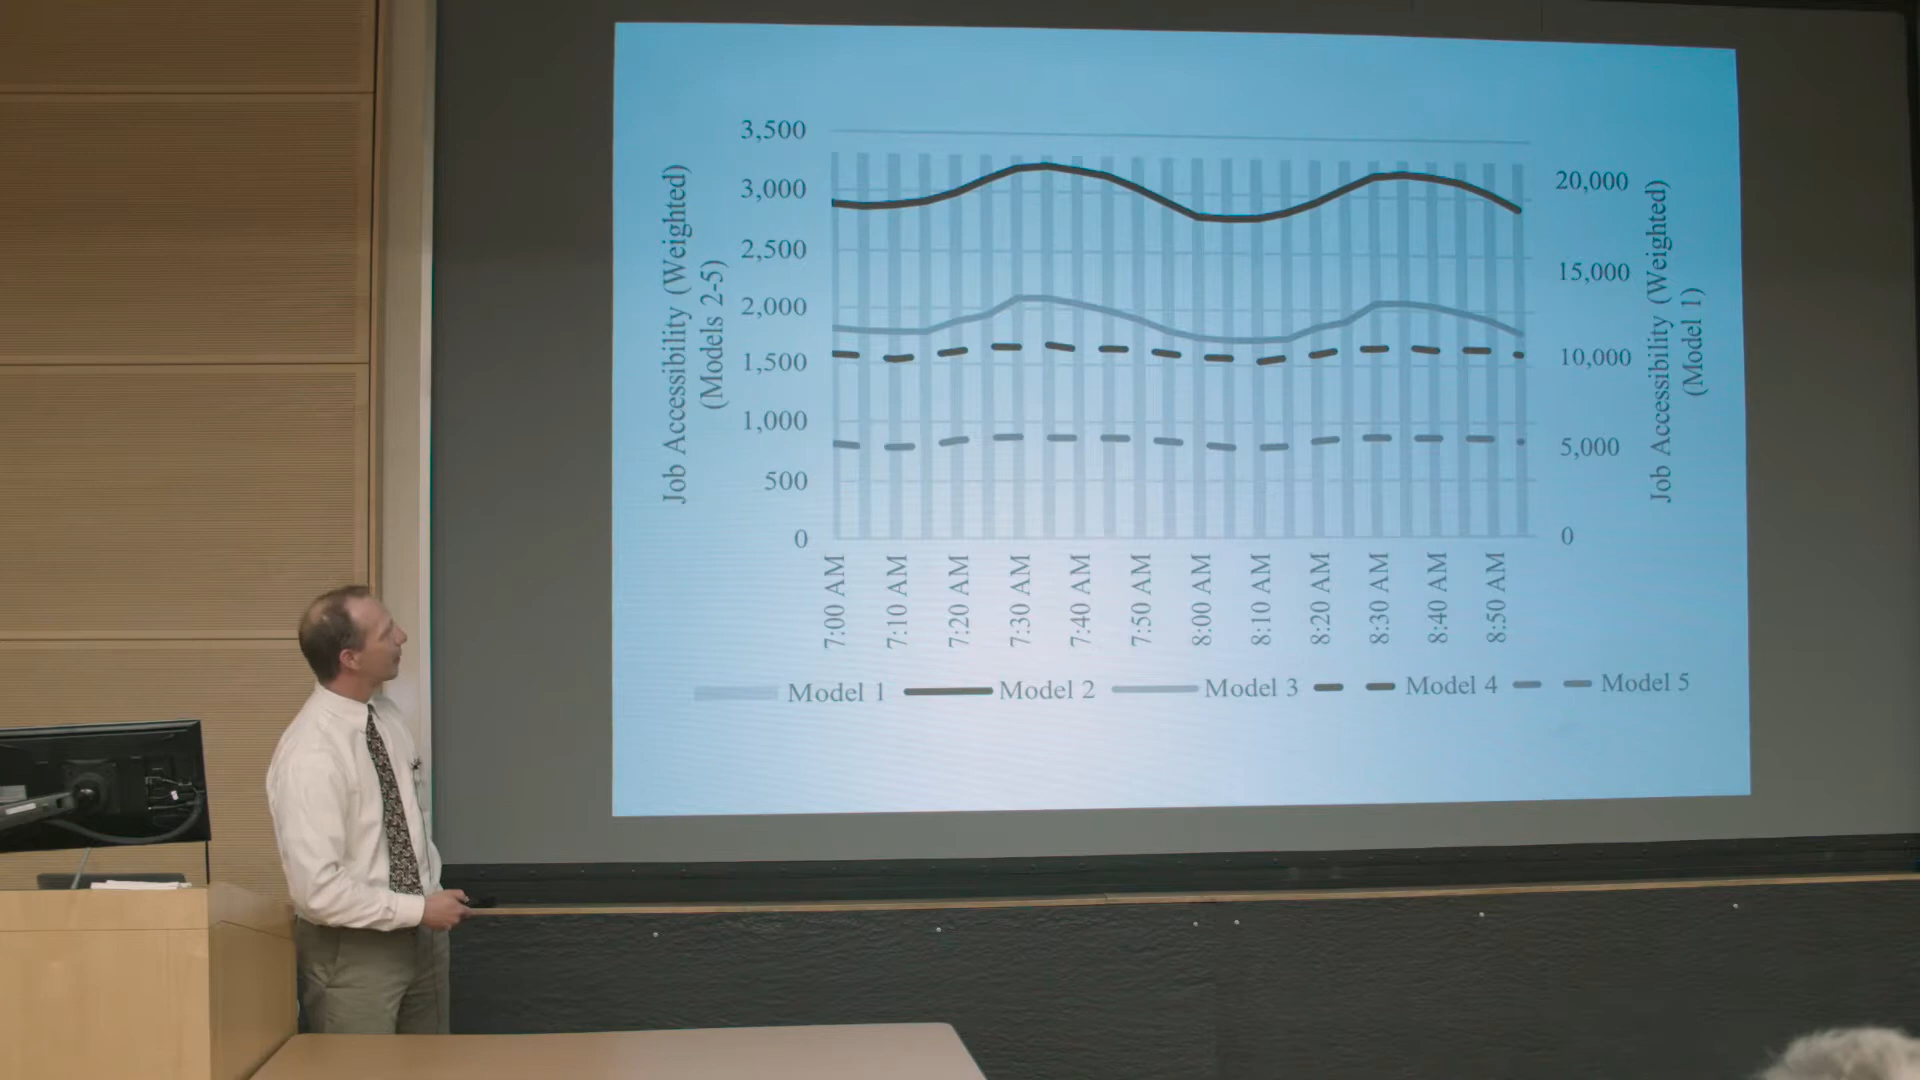 3,500
3,000
2,500
2,000
1,500
1,000
500
0
Job Accessibility (Weighted)
(Models 2-5)
20,000
15,000
10,000
5,000
0
Job Accessibility (Weighted)
(Model 1)
7:00 AM
7:10 AM
7:20 AM
7:30 AM
7:40 AM
7:50 AM
8:00 AM
8:10 AM
8:20 AM
8:30 AM
8:40 AM
8:50 AM
Model 1 Model 2 Model 3 Model 4 Model 5